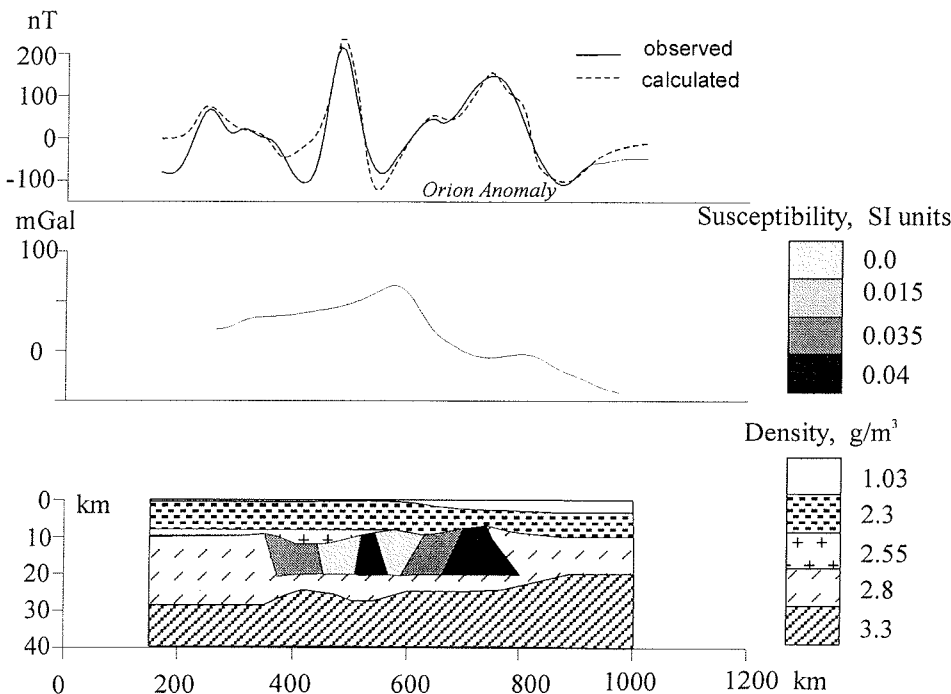 nT
200
100
0
-100
observed
calculated
Orion Anomaly
mGal
100
0
Susceptibility, SI units
0.0
0.015
0.035
0.04
Density, g/m³
1.03
2.3
2.55
2.8
3.3
0 km
10
20
30
40
0 200 400 600 800 1000 km 1200